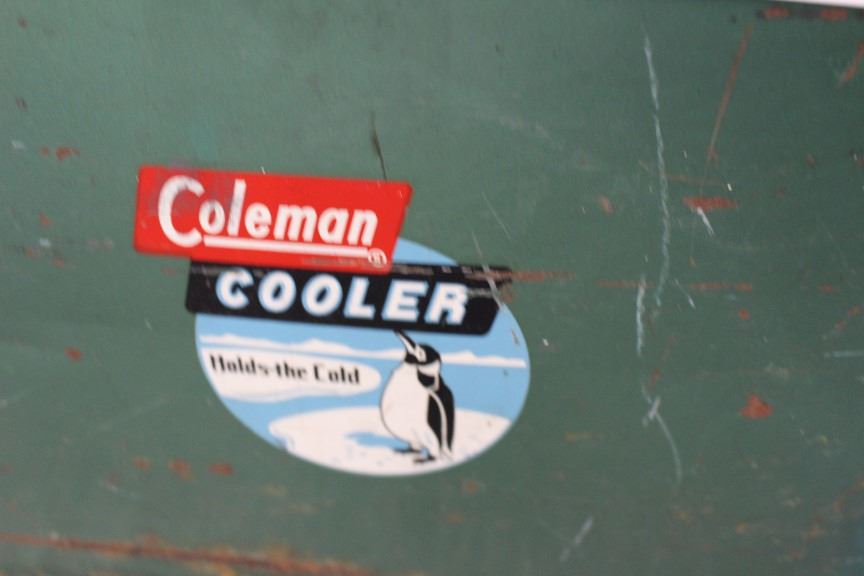 Coleman
®
COOLER
Holds-the Cold